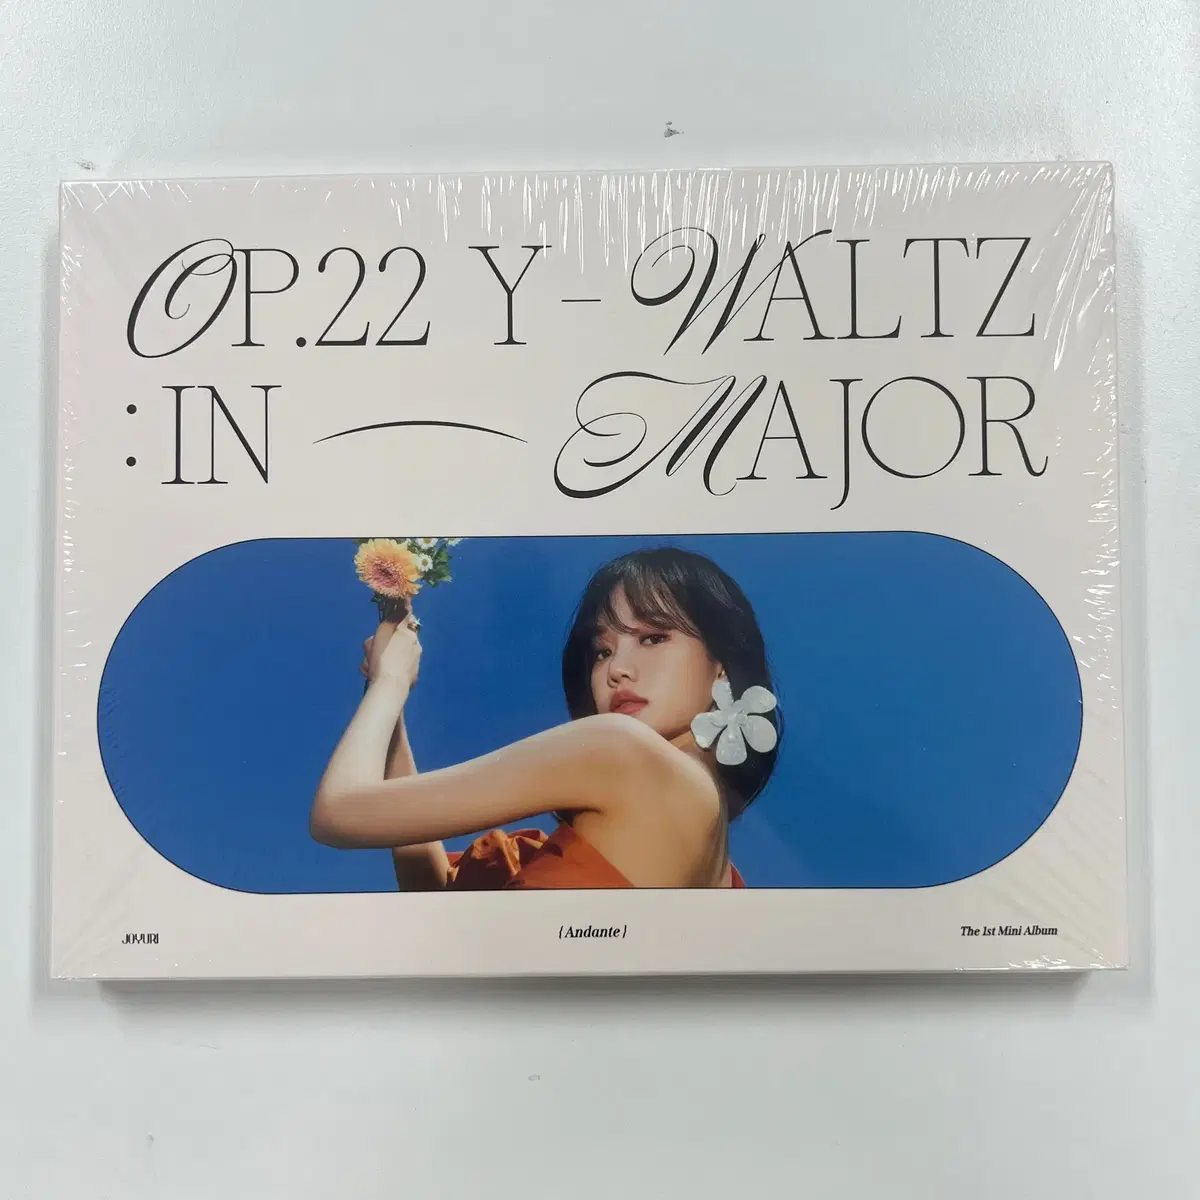 OP.22 Y-WALTZ
:IN MAJOR
JOYURI
{Andante}
The 1st Mini Album